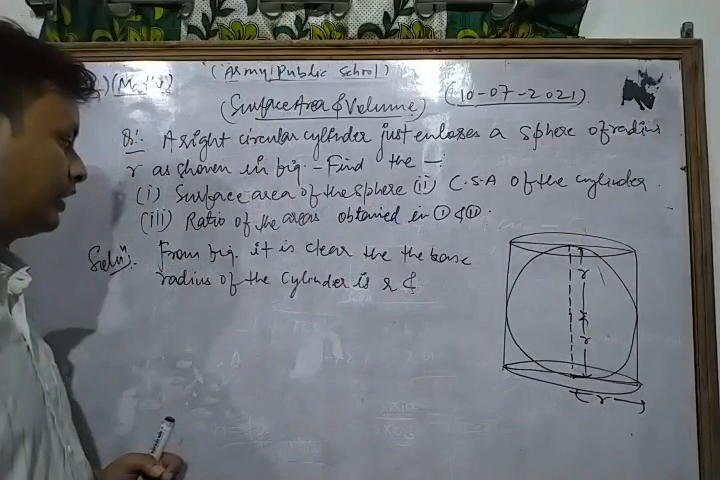 (Army Public School)
(Surface Area & Volume) (10-07-2021)
Q:- A right circular cylinder just encloses a sphere of radius
r as shown in fig. - Find the —
(i) Surface area of the sphere (ii) C.S.A of the cylinder.
(iii) Ratio of the areas obtained in (i) & (ii).
Solun:- From fig. it is clear the the base
radius of the cylinder is r &
r
r
r